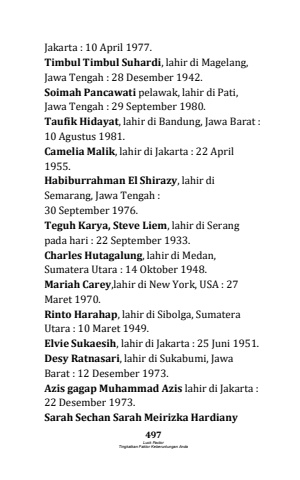 Jakarta : 10 April 1977.
Timbul Timbul Suhardi, lahir di Magelang,
Jawa Tengah : 28 Desember 1942.
Soimah Pancawati pelawak, lahir di Pati,
Jawa Tengah : 29 September 1980.
Taufik Hidayat, lahir di Bandung, Jawa Barat :
10 Agustus 1981.
Camelia Malik, lahir di Jakarta : 22 April
1955.
Habiburrahman El Shirazy, lahir di
Semarang, Jawa Tengah :
30 September 1976.
Teguh Karya, Steve Liem, lahir di Serang
pada hari : 22 September 1933.
Charles Hutagalung, lahir di Medan,
Sumatera Utara : 14 Oktober 1948.
Mariah Carey,lahir di New York, USA : 27
Maret 1970.
Rinto Harahap, lahir di Sibolga, Sumatera
Utara : 10 Maret 1949.
Elvie Sukaesih, lahir di Jakarta : 25 Juni 1951.
Desy Ratnasari, lahir di Sukabumi, Jawa
Barat : 12 Desember 1973.
Azis gagap Muhammad Azis lahir di Jakarta :
22 Desember 1973.
Sarah Sechan Sarah Meirizka Hardiany
497
Luck Factor
Tingkatkan Faktor Keberuntungan Anda